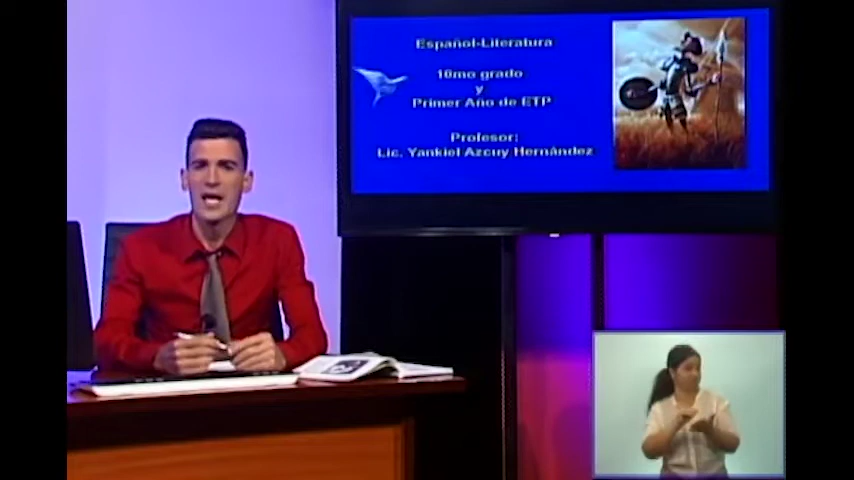 Español-Literatura
10mo grado
y
Primer Año de ETP
Profesor:
Lic. Yankiel Azcuy Hernández